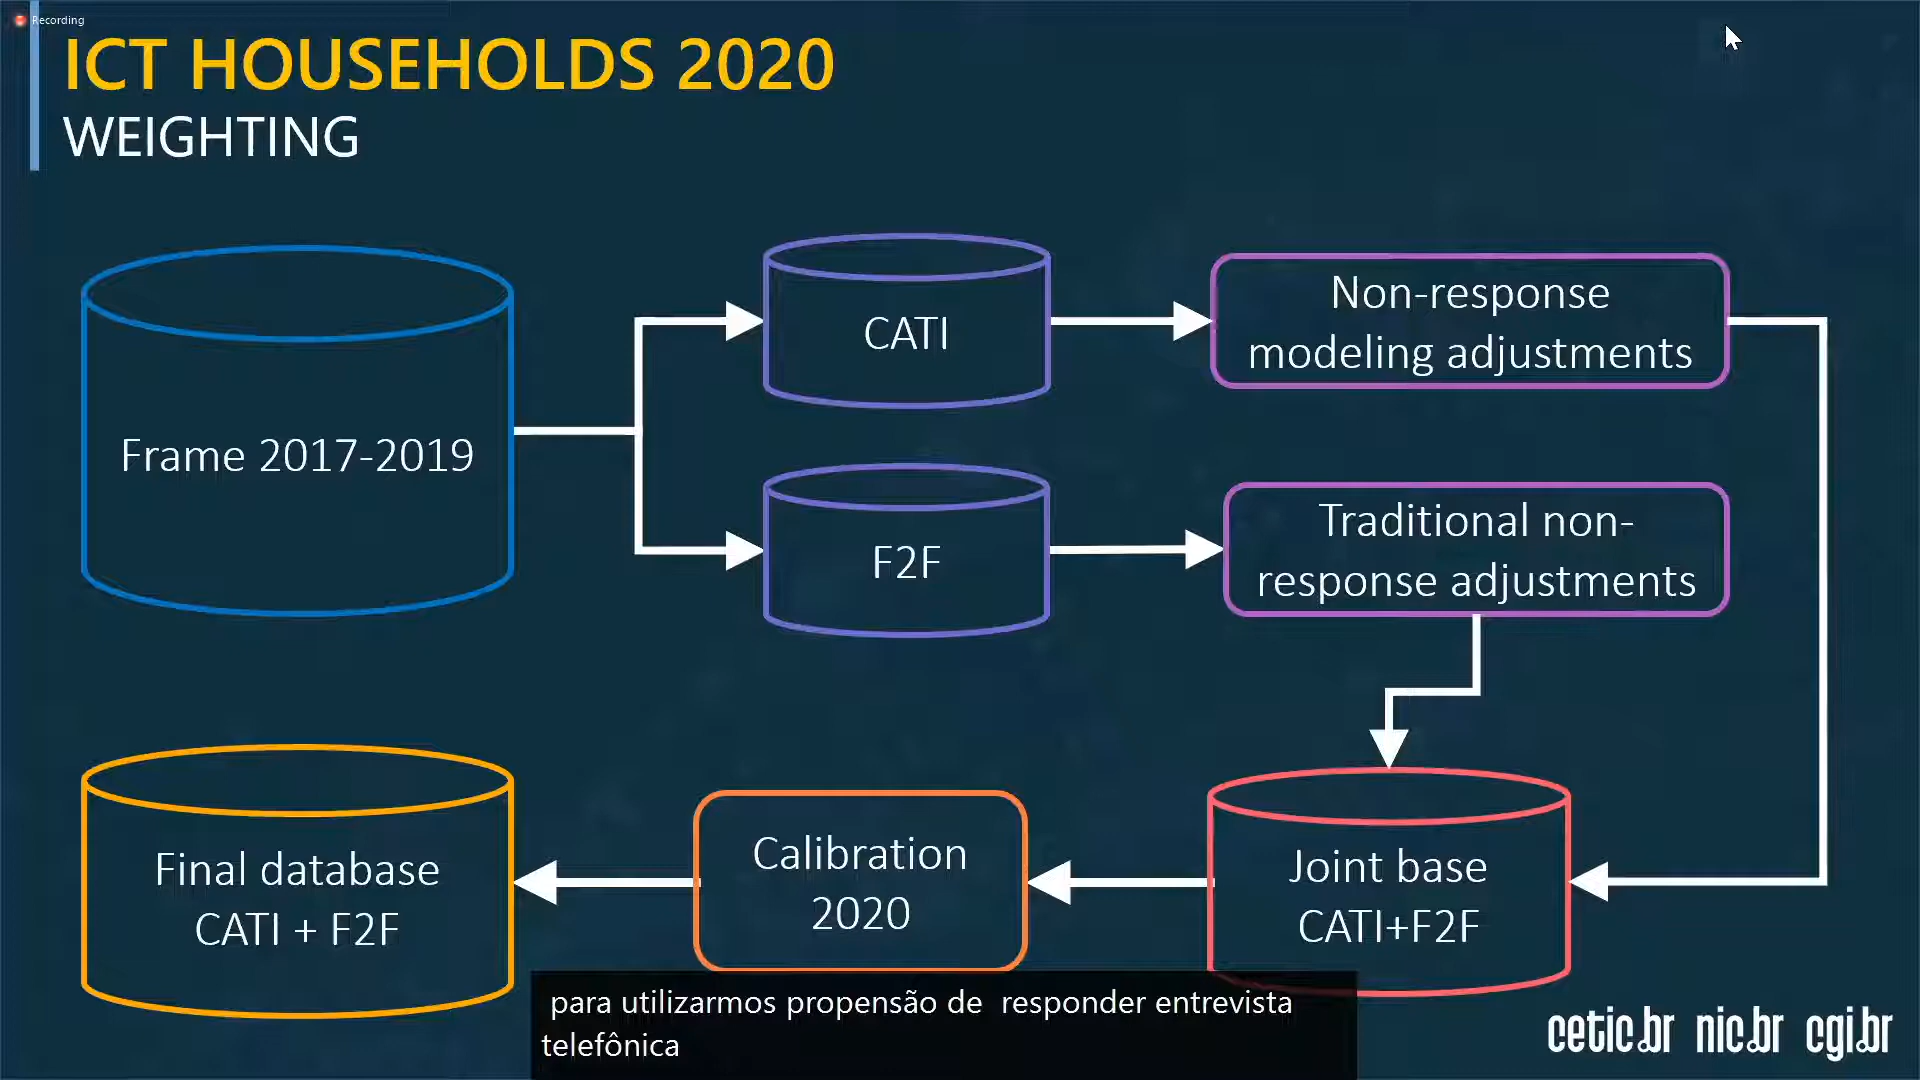 Recording
ICT HOUSEHOLDS 2020
WEIGHTING
Frame 2017-2019
CATI
Non-response
modeling adjustments
F2F
Traditional non-
response adjustments
Final database
CATI + F2F
Calibration
2020
Joint base
CATI+F2F
para utilizarmos propensão de  responder entrevista
telefônica
cetic.br nic.br cgi.br